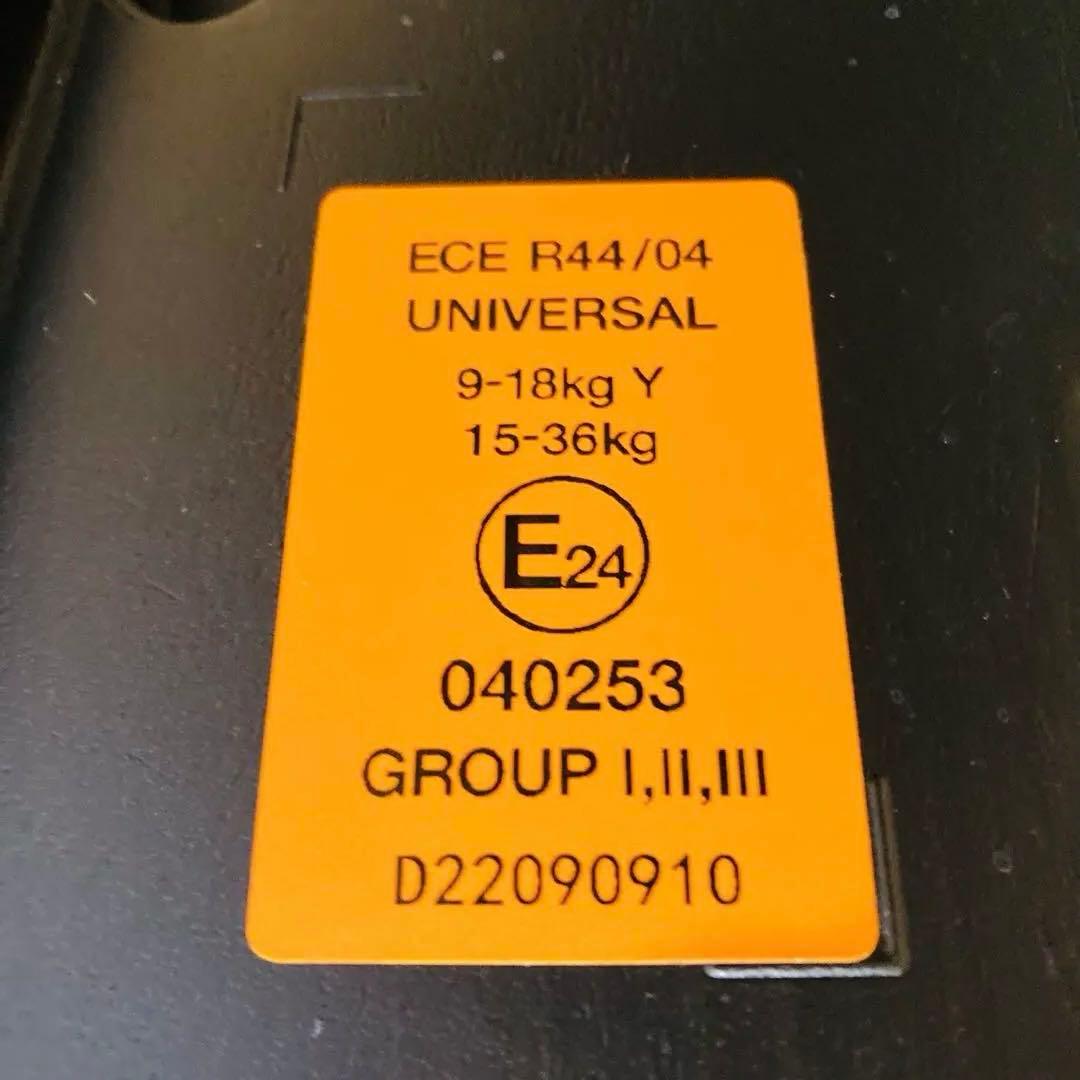 ECE R44/04
UNIVERSAL
9-18kg Y
15-36kg
E24
040253
GROUP I,II,III
D22090910